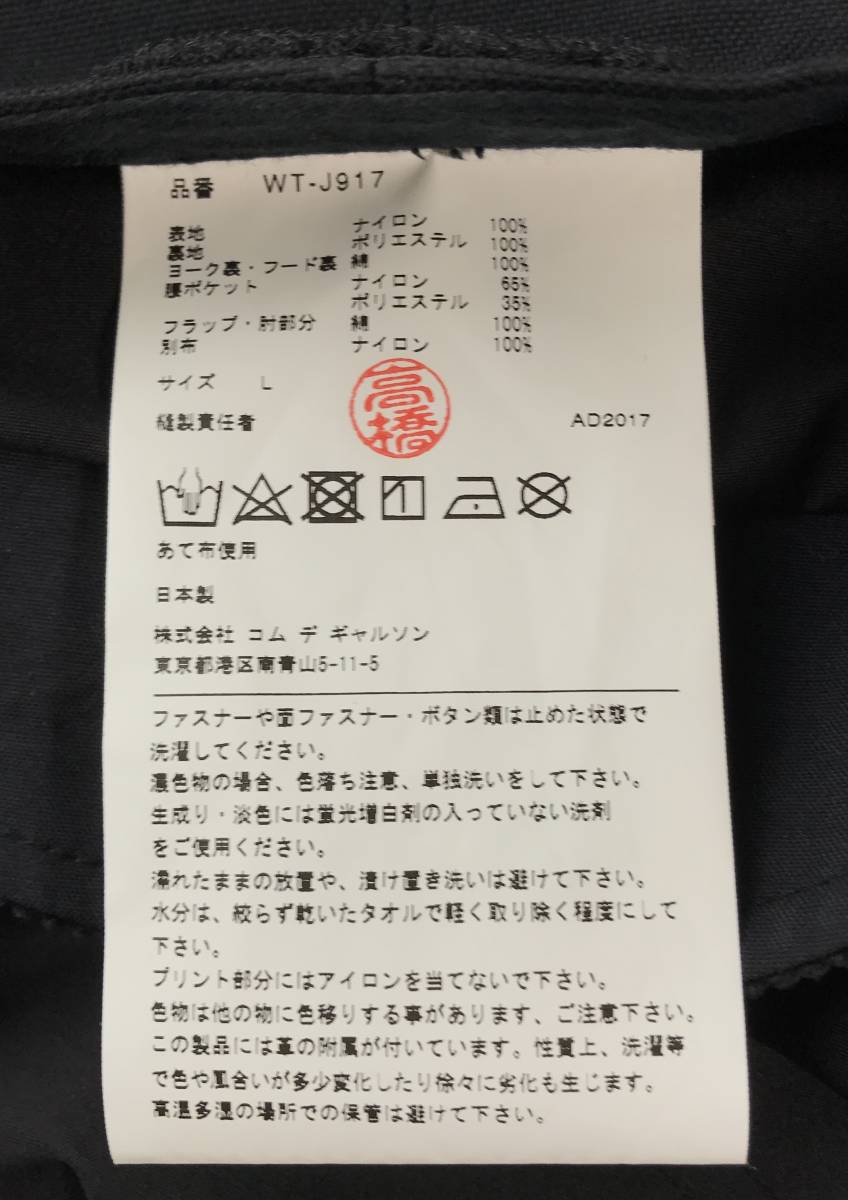 品番 WT-J917
表地 ナイロン 100%
裏地 ポリエステル 100%
ヨーク裏・フード裏 綿 100%
腰ポケット ナイロン 65%
ポリエステル 35%
フラップ・肘部分 綿 100%
別布 ナイロン 100%
サイズ L
縫製責任者 高橋 AD2017
あて布使用
日本製
株式会社 コム デ ギャルソン
東京都港区南青山5-11-5
ファスナーや面ファスナー・ボタン類は止めた状態で
洗濯してください。
濃色物の場合、色落ち注意、単独洗いをして下さい。
生成り・淡色には蛍光増白剤の入っていない洗剤
をご使用ください。
濡れたままの放置や、漬け置き洗いは避けて下さい。
水分は、絞らず乾いたタオルで軽く取り除く程度にして
下さい。
プリント部分にはアイロンを当てないで下さい。
色物は他の物に色移りする事があります、ご注意下さい。
この製品には革の附属が付いています。性質上、洗濯等
で色や風合いが多少変化したり徐々に劣化も生じます。
高温多湿の場所での保管は避けて下さい。